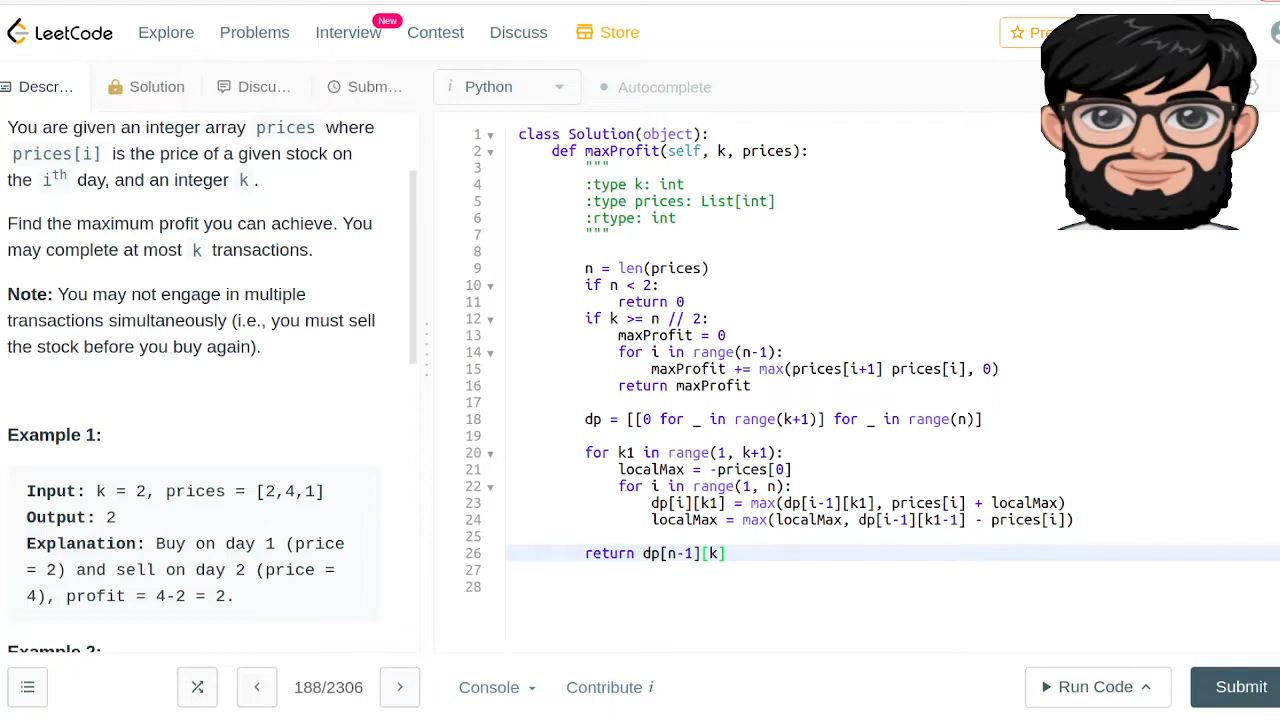 LeetCode Explore Problems Interview New Contest Discuss Store
Descr... Solution Discu... Subm... i Python Autocomplete
You are given an integer array prices where
prices[i] is the price of a given stock on
the ith day, and an integer k.
Find the maximum profit you can achieve. You
may complete at most k transactions.
Note: You may not engage in multiple
transactions simultaneously (i.e., you must sell
the stock before you buy again).
Example 1:
Input: k = 2, prices = [2,4,1]
Output: 2
Explanation: Buy on day 1 (price
= 2) and sell on day 2 (price =
4), profit = 4-2 = 2.
Example 2:
1 class Solution(object):
2 def maxProfit(self, k, prices):
3 """
4 :type k: int
5 :type prices: List[int]
6 :rtype: int
7 """
8
9 n = len(prices)
10 if n < 2:
11 return 0
12 if k >= n // 2:
13 maxProfit = 0
14 for i in range(n-1):
15 maxProfit += max(prices[i+1] prices[i], 0)
16 return maxProfit
17
18 dp = [[0 for _ in range(k+1)] for _ in range(n)]
19
20 for k1 in range(1, k+1):
21 localMax = -prices[0]
22 for i in range(1, n):
23 dp[i][k1] = max(dp[i-1][k1], prices[i] + localMax)
24 localMax = max(localMax, dp[i-1][k1-1] - prices[i])
25
26 return dp[n-1][k]
27
28
188/2306 Console Contribute i Run Code Submit